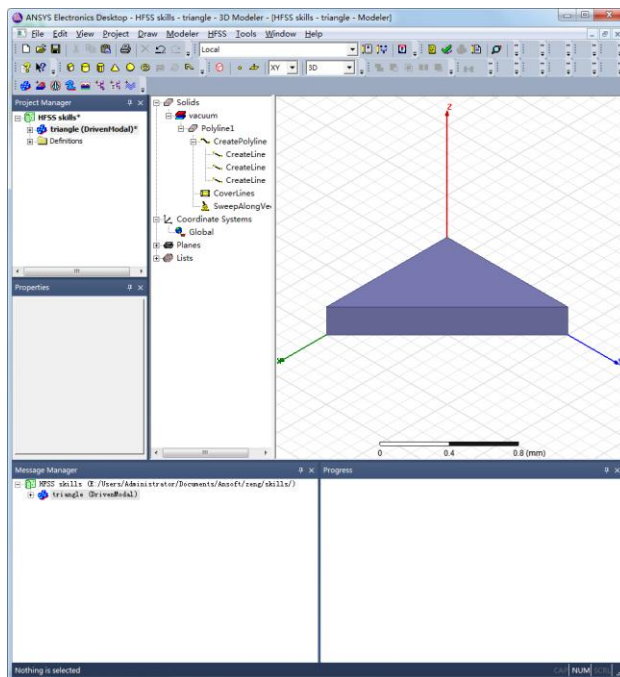 ANSYS Electronics Desktop - HFSS skills - triangle - 3D Modeler - [HFSS skills - triangle - Modeler]
File Edit View Project Draw Modeler HFSS Tools Window Help
Local
XY 3D
Project Manager
HFSS skills*
triangle (DrivenModal)*
Definitions
Properties
Solids
vacuum
Polyline1
CreatePolyline
CreateLine
CreateLine
CreateLine
CoverLines
SweepAlongVe
Coordinate Systems
Global
Planes
Lists
Z
0 0.4 0.8 (mm)
Message Manager
HFSS skills (E:/Users/Administrator/Documents/Ansoft/zeng/skills/)
triangle (DrivenModal)
Progress
Nothing is selected
CAP NUM SCRL